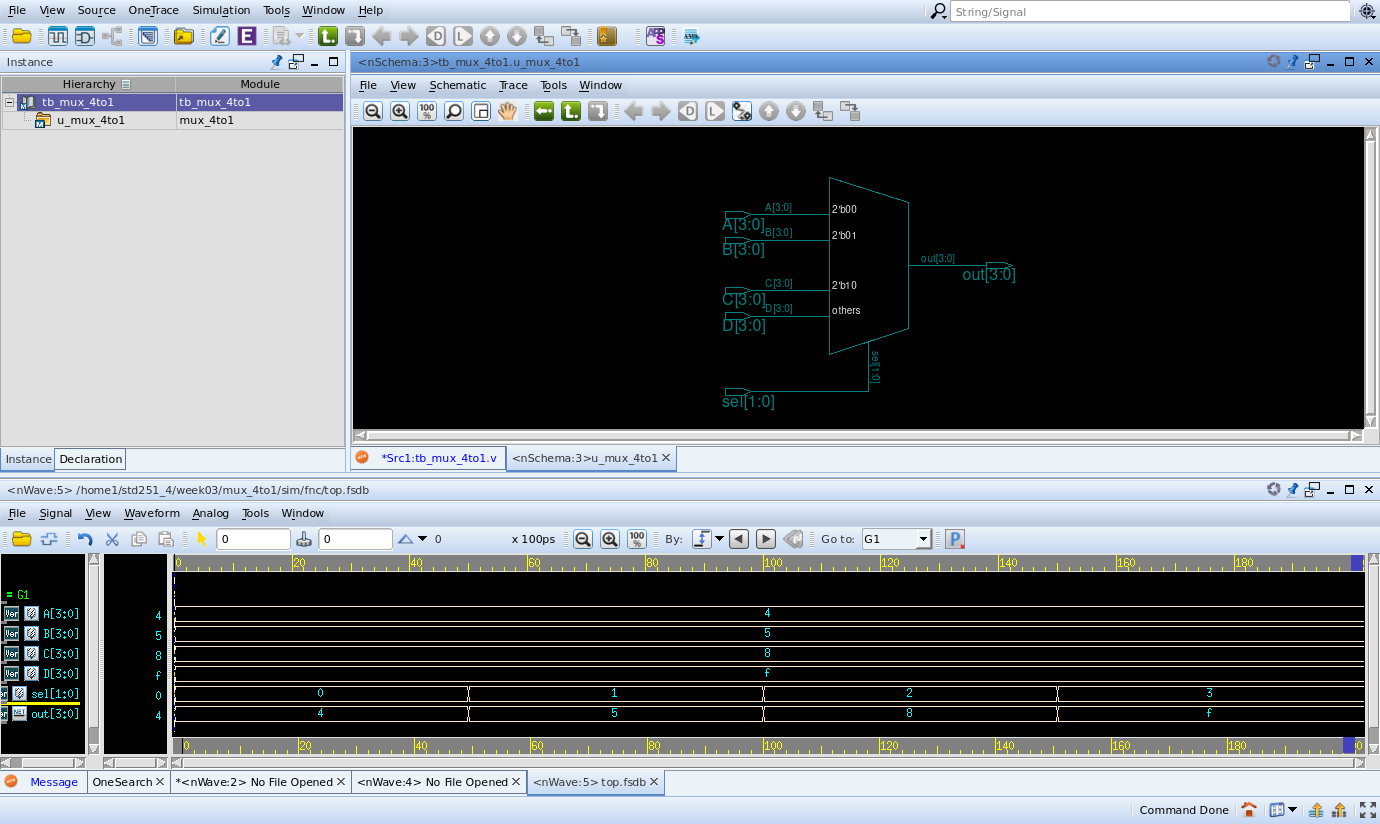 File View Source OneTrace Simulation Tools Window Help
String/Signal
Instance
Hierarchy Module
tb_mux_4to1 tb_mux_4to1
u_mux_4to1 mux_4to1
Instance Declaration
<nSchema:3>tb_mux_4to1.u_mux_4to1
File View Schematic Trace Tools Window
100%
A[3:0]
2'b00
A[3:0]
B[3:0]
2'b01
B[3:0]
out[3:0]
out[3:0]
C[3:0]
2'b10
C[3:0]
D[3:0]
others
D[3:0]
sel[1:0]
sel[1:0]
*Src1:tb_mux_4to1.v <nSchema:3>u_mux_4to1
<nWave:5> /home1/std251_4/week03/mux_4to1/sim/fnc/top.fsdb
File Signal View Waveform Analog Tools Window
0 0 0 x 100ps 100% By: Go to: G1
0 20 40 60 80 100 120 140 160 180
= G1
A[3:0] 4 4
B[3:0] 5 5
C[3:0] 8 8
D[3:0] f f
sel[1:0] 0 0 1 2 3
out[3:0] 4 4 5 8 f
0 20 40 60 80 100 120 140 160 180
Message OneSearch *<nWave:2> No File Opened <nWave:4> No File Opened <nWave:5> top.fsdb
Command Done